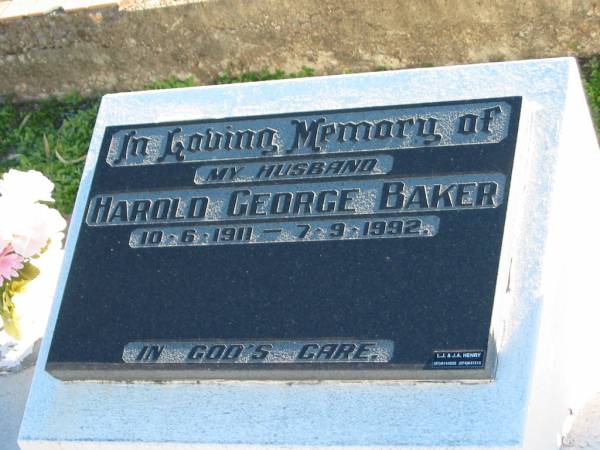 In Loving Memory of
MY HUSBAND
HAROLD GEORGE BAKER
10·6·1911 — 7·9·1992.
IN GOD'S CARE.
L.J. & J.A. HENRY